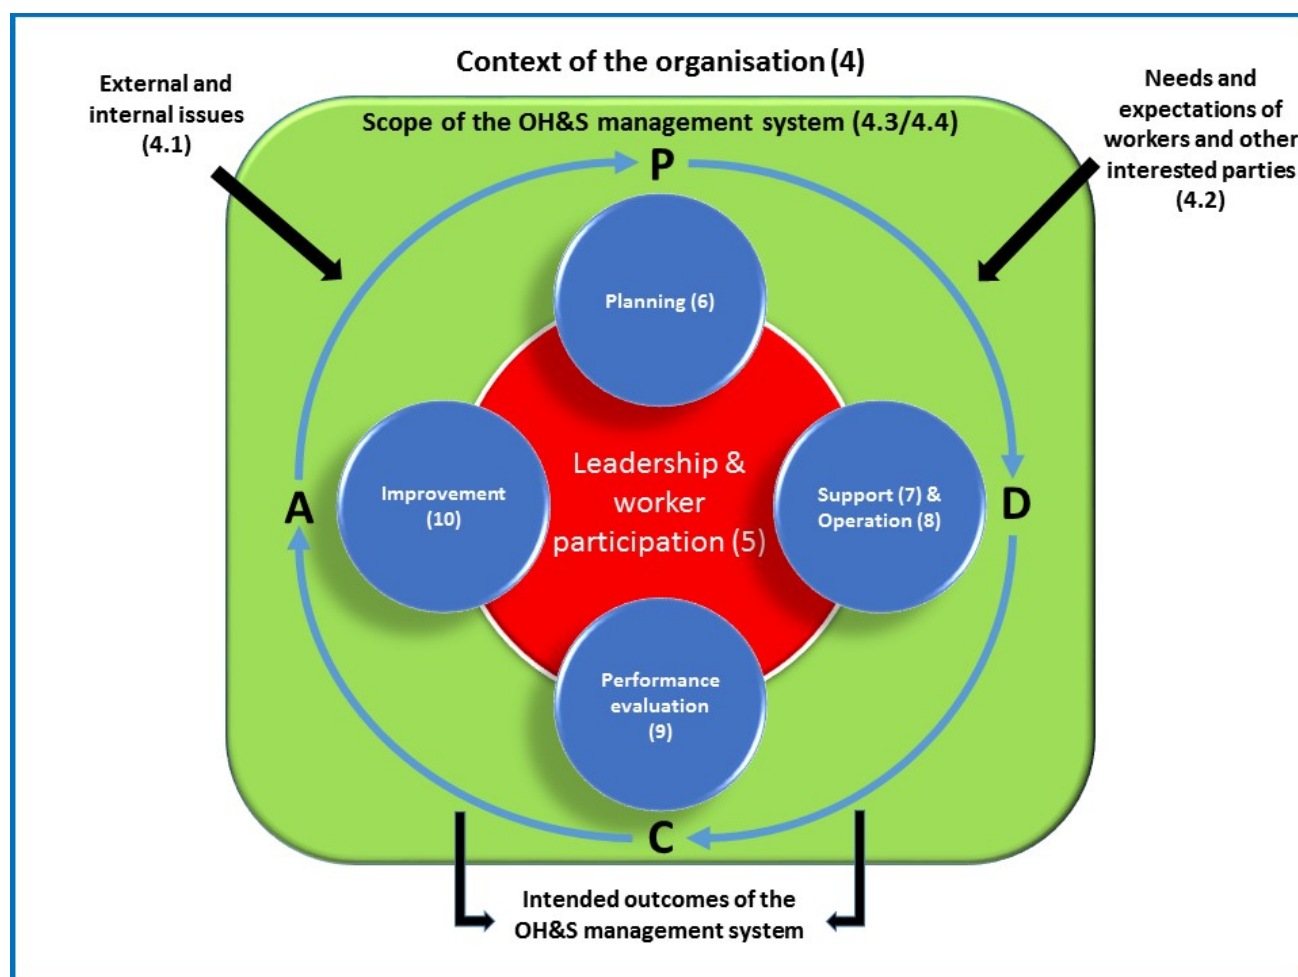 Context of the organisation (4)
External and
internal issues
(4.1)
Needs and
expectations of
workers and other
interested parties
(4.2)
Scope of the OH&S management system (4.3/4.4)
P
Planning (6)
Leadership &
worker
participation (5)
A
Improvement
(10)
Support (7) &
Operation (8)
D
Performance
evaluation
(9)
C
Intended outcomes of the
OH&S management system